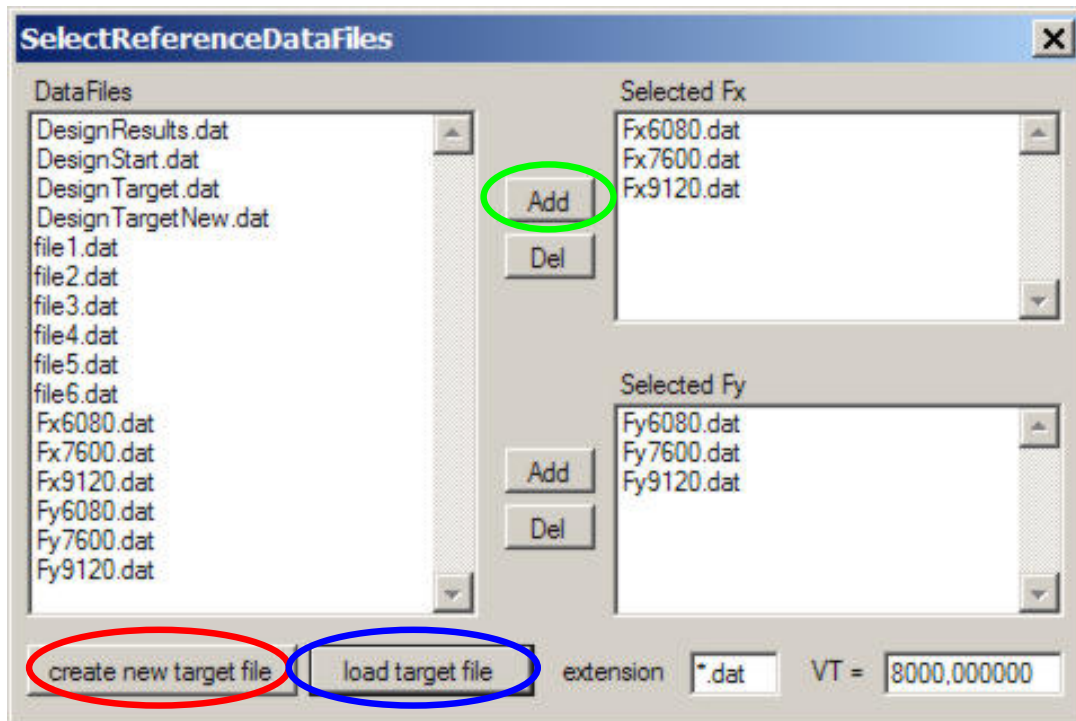 SelectReferenceDataFiles
DataFiles
DesignResults.dat
DesignStart.dat
DesignTarget.dat
DesignTargetNew.dat
file1.dat
file2.dat
file3.dat
file4.dat
file5.dat
file6.dat
Fx6080.dat
Fx7600.dat
Fx9120.dat
Fy6080.dat
Fy7600.dat
Fy9120.dat
Add
Del
Selected Fx
Fx6080.dat
Fx7600.dat
Fx9120.dat
Add
Del
Selected Fy
Fy6080.dat
Fy7600.dat
Fy9120.dat
create new target file load target file extension *.dat VT = 8000,000000